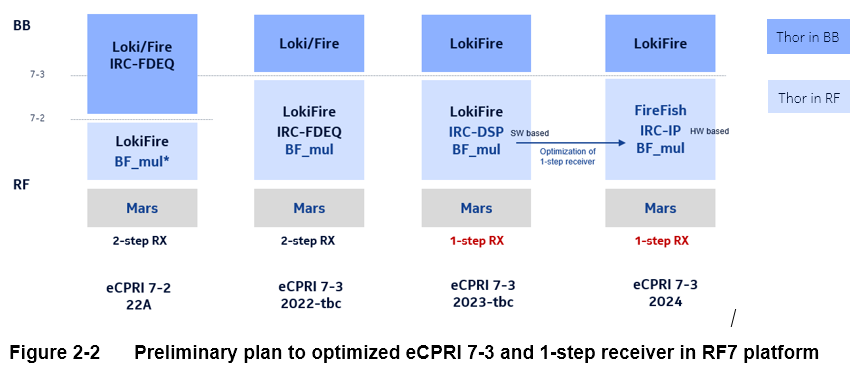 BB
Loki/Fire
IRC-FDEQ
Loki/Fire
LokiFire
LokiFire
Thor in BB
7-3
7-2
LokiFire
BF_mul*
LokiFire
IRC-FDEQ
BF_mul
LokiFire
IRC-DSP
BF_mul
SW based
Optimization of
1-step receiver
FireFish
IRC-IP
BF_mul
HW based
Thor in RF
RF
Mars
Mars
Mars
Mars
2-step RX
2-step RX
1-step RX
1-step RX
eCPRI 7-2
22A
eCPRI 7-3
2022-tbc
eCPRI 7-3
2023-tbc
eCPRI 7-3
2024
/
Figure 2-2 Preliminary plan to optimized eCPRI 7-3 and 1-step receiver in RF7 platform